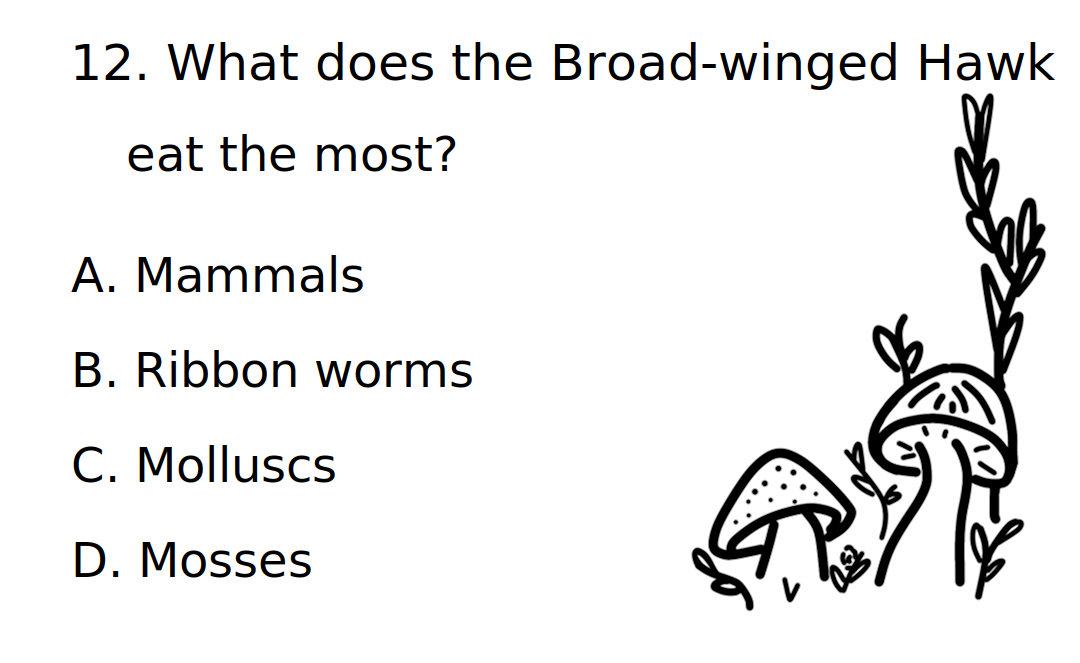 12. What does the Broad-winged Hawk
eat the most?
A. Mammals
B. Ribbon worms
C. Molluscs
D. Mosses